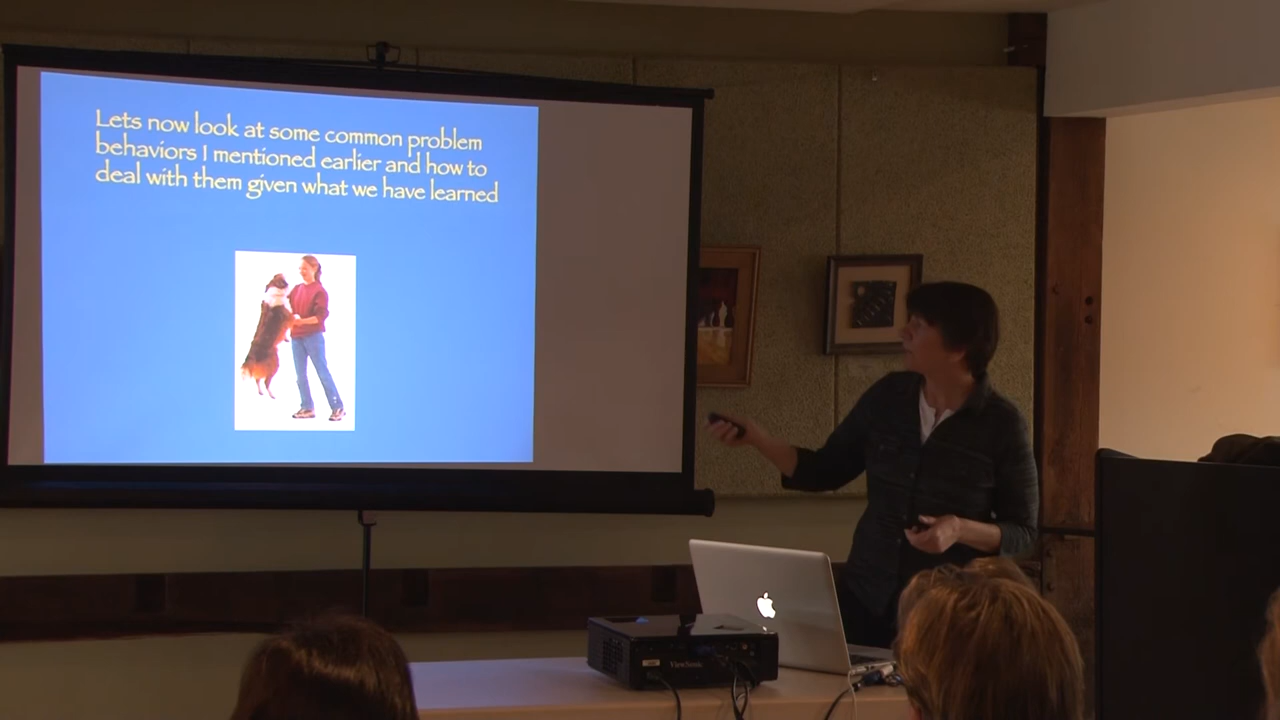 Lets now look at some common problem
behaviors I mentioned earlier and how to
deal with them given what we have learned
ViewSonic